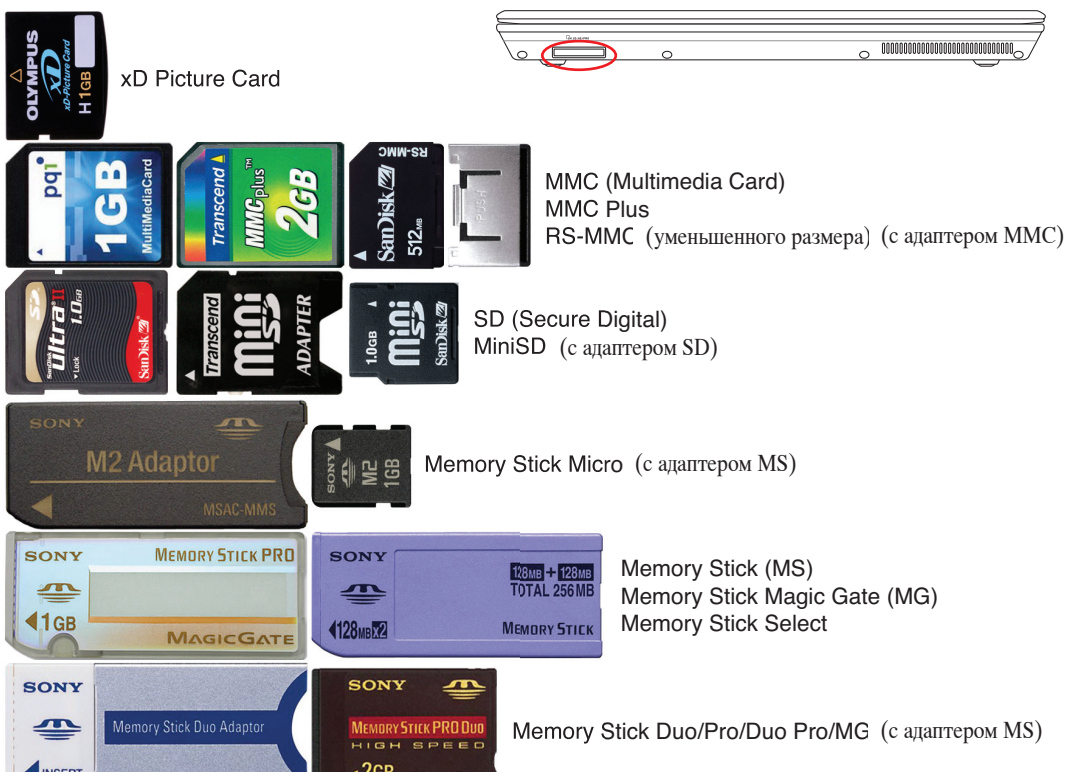 OLYMPUS
xD
xD-Picture Card
H 1GB
xD Picture Card
pqi
1GB
MultiMediaCard
Transcend
MMCplus™
2GB
RS-MMC
SanDisk
512MB
PUSH
MMC (Multimedia Card)
MMC Plus
RS-MMC (уменьшенного размера) (с адаптером MMC)
SanDisk
ultra II
1.0GB
Lock
SanDisk
SD
Transcend
mini
SD
ADAPTER
1.0GB
mini
SD
SanDisk
SD (Secure Digital)
MiniSD (с адаптером SD)
SONY
M2 Adaptor
MSAC-MMS
SONY
M2
1GB
Memory Stick Micro (с адаптером MS)
SONY
MEMORY STICK PRO
1GB
MAGICGATE
SONY
128MB + 128MB
TOTAL 256MB
128MB X2
MEMORY STICK
Memory Stick (MS)
Memory Stick Magic Gate (MG)
Memory Stick Select
SONY
Memory Stick Duo Adaptor
INSERT
SONY
MEMORY STICK PRO DUO
HIGH SPEED
2GB
Memory Stick Duo/Pro/Duo Pro/MG (с адаптером MS)